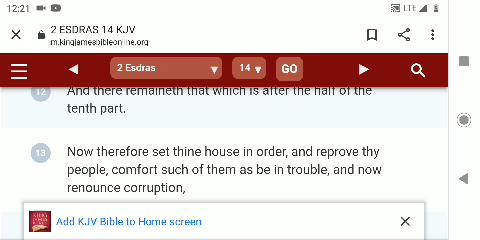 12:21 LTE
2 ESDRAS 14 KJV
m.kingjamesbibleonline.org
2 Esdras 14 GO
12 And there remaineth that which is after the half of the
tenth part.
13 Now therefore set thine house in order, and reprove thy
people, comfort such of them as be in trouble, and now
renounce corruption,
Add KJV Bible to Home screen